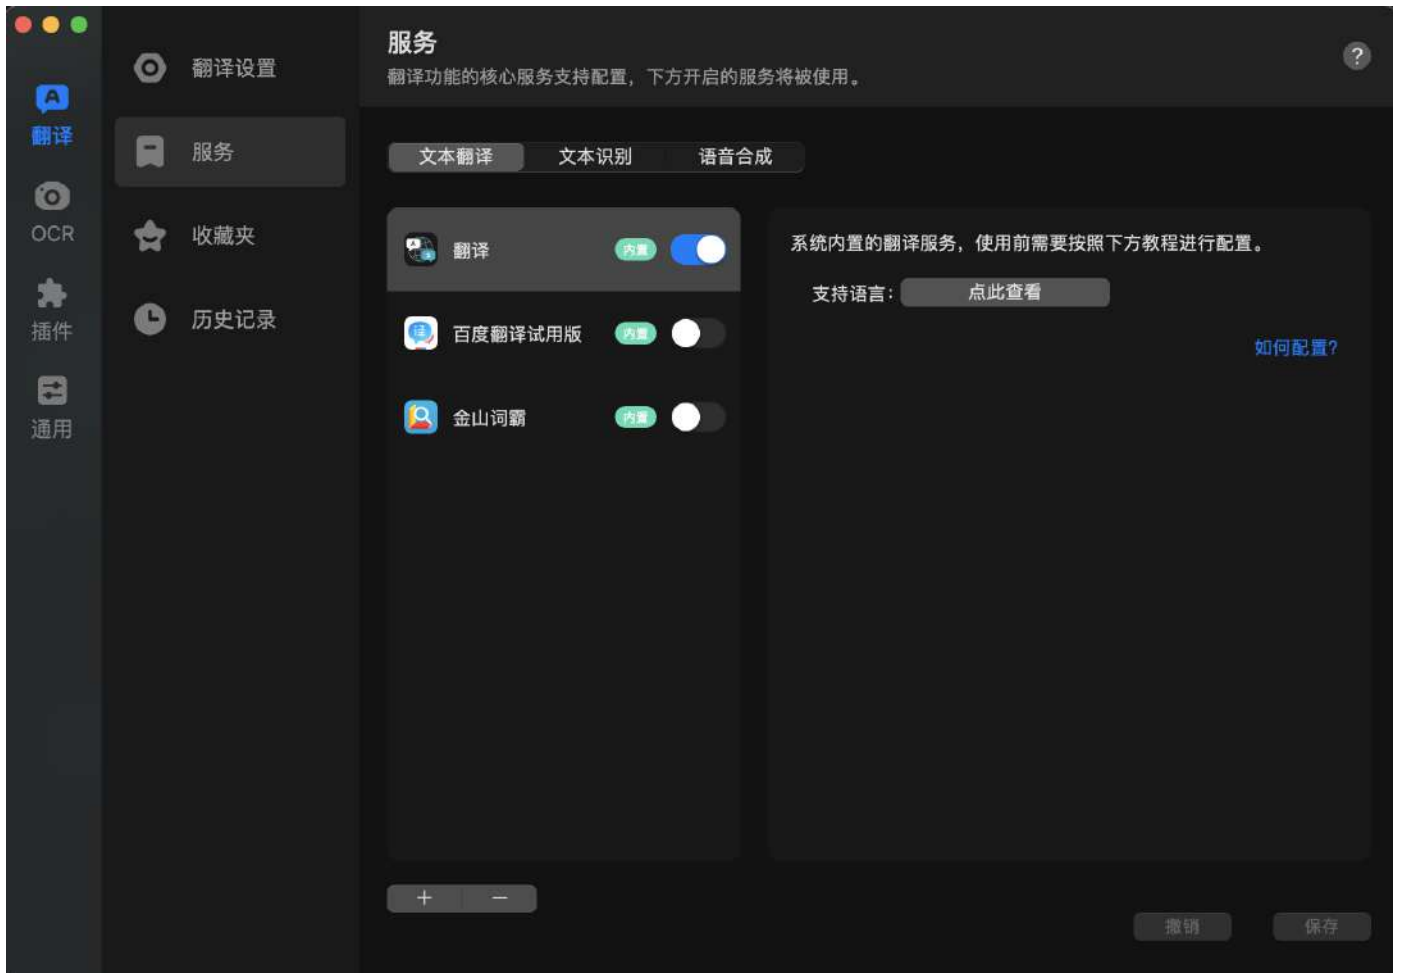 翻译
OCR
插件
通用
翻译设置
服务
收藏夹
历史记录
服务
翻译功能的核心服务支持配置，下方开启的服务将被使用。
?
文本翻译 文本识别 语音合成
翻译 内置
百度翻译试用版 内置
金山词霸 内置
系统内置的翻译服务，使用前需要按照下方教程进行配置。
支持语言： 点此查看
如何配置?
+ −
撤销 保存